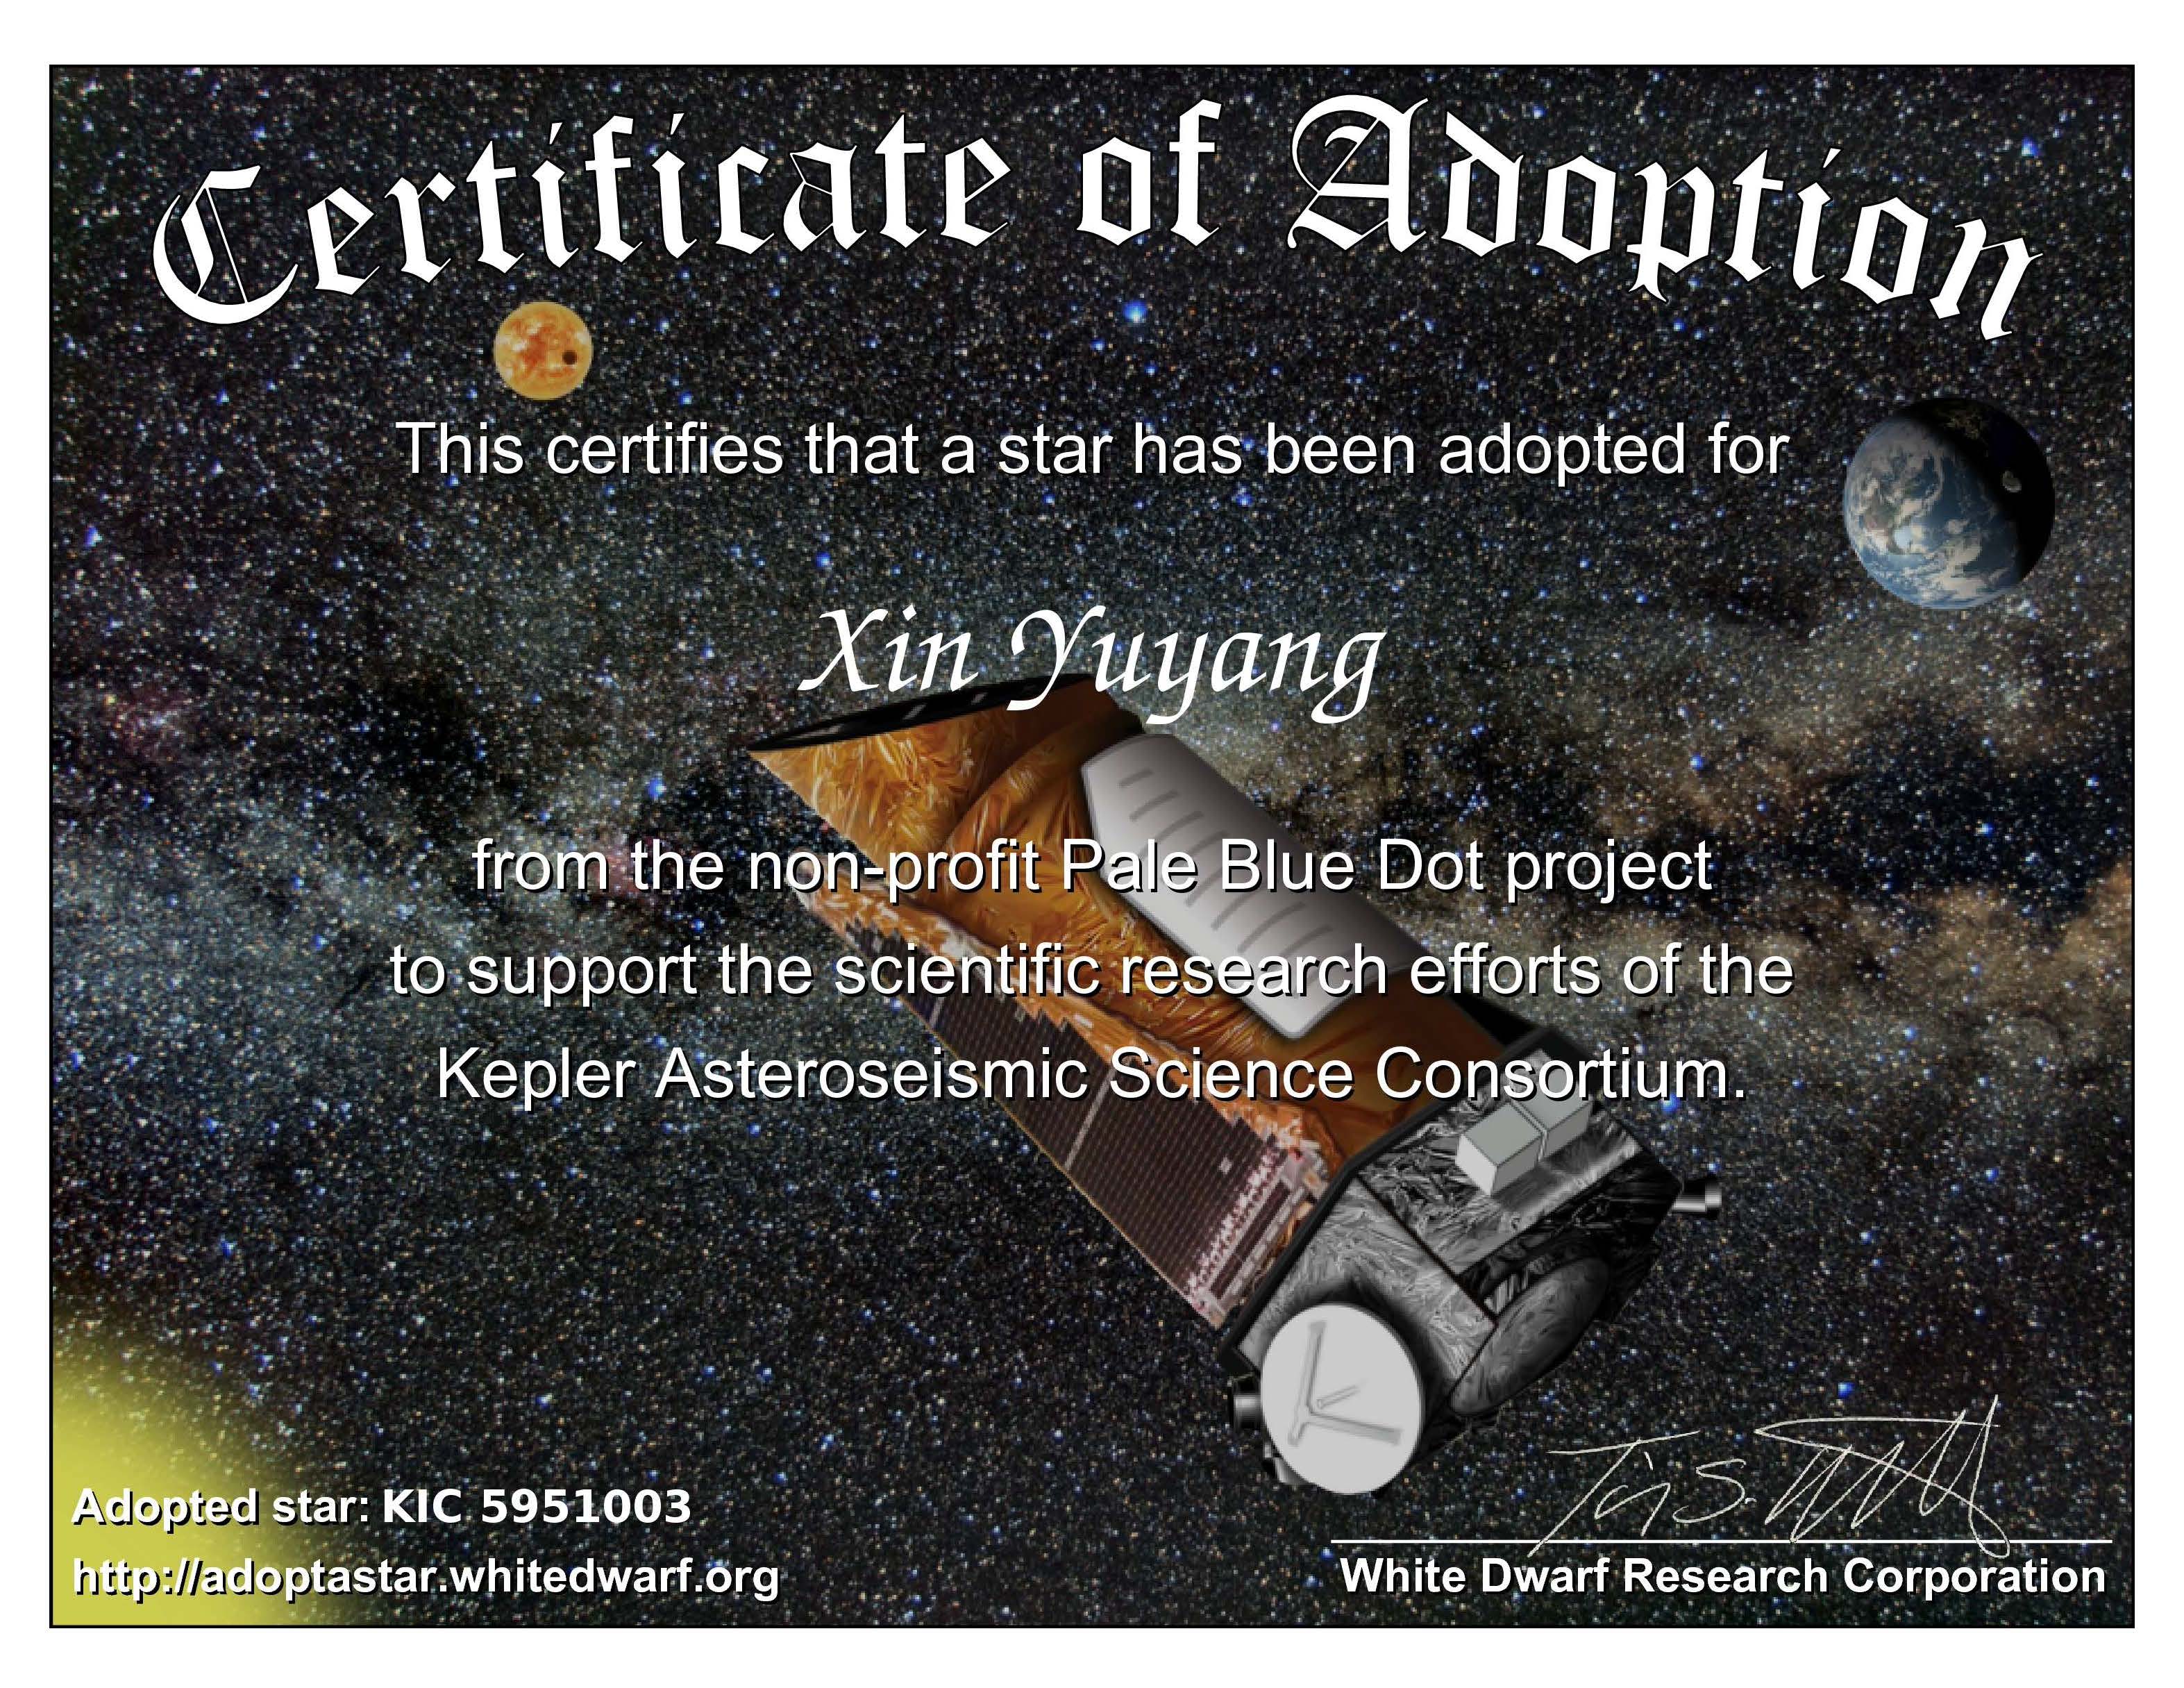 Certificate of Adoption
This certifies that a star has been adopted for
Xin Yuyang
from the non-profit Pale Blue Dot project
to support the scientific research efforts of the
Kepler Asteroseismic Science Consortium.
Adopted star: KIC 5951003
http://adoptastar.whitedwarf.org
White Dwarf Research Corporation